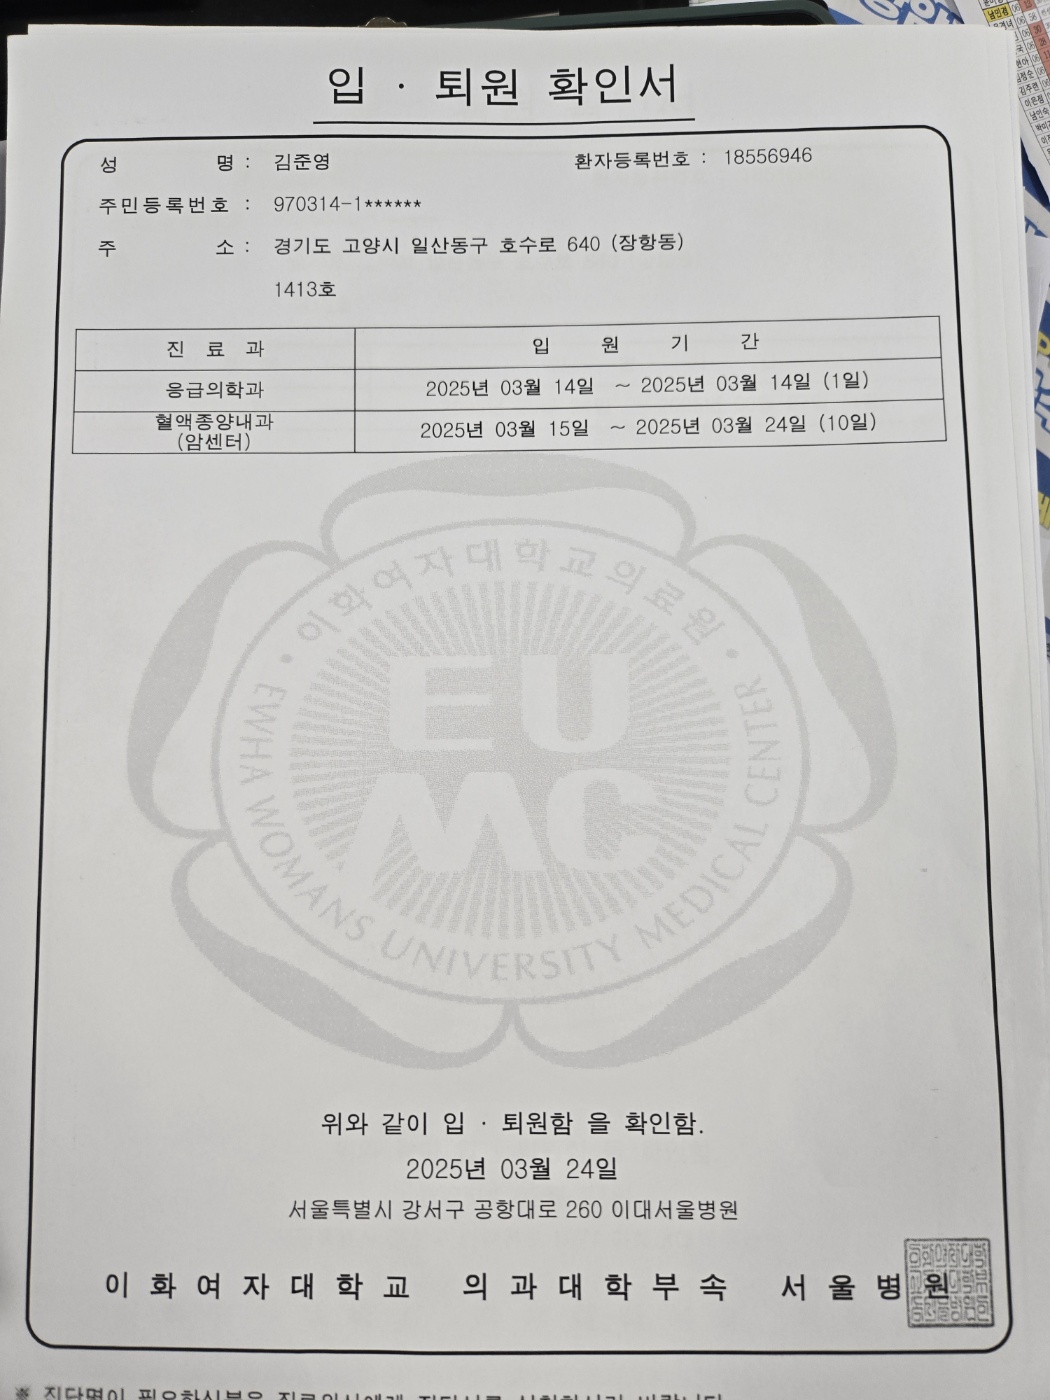 입 · 퇴원 확인서
성 명 : 김준영 환자등록번호 : 18556946
주민등록번호 : 970314-1******
주 소 : 경기도 고양시 일산동구 호수로 640 (장항동)
1413호
진 료 과 입 원 기 간
응급의학과 2025년 03월 14일 ~ 2025년 03월 14일 (1일)
혈액종양내과 2025년 03월 15일 ~ 2025년 03월 24일 (10일)
(암센터)
이화여자대학교의료원
EU
MC
EWHA WOMANS UNIVERSITY MEDICAL CENTER
위와 같이 입 · 퇴원함 을 확인함.
2025년 03월 24일
서울특별시 강서구 공항대로 260 이대서울병원
이화여자대학교 의과대학부속 서울병원